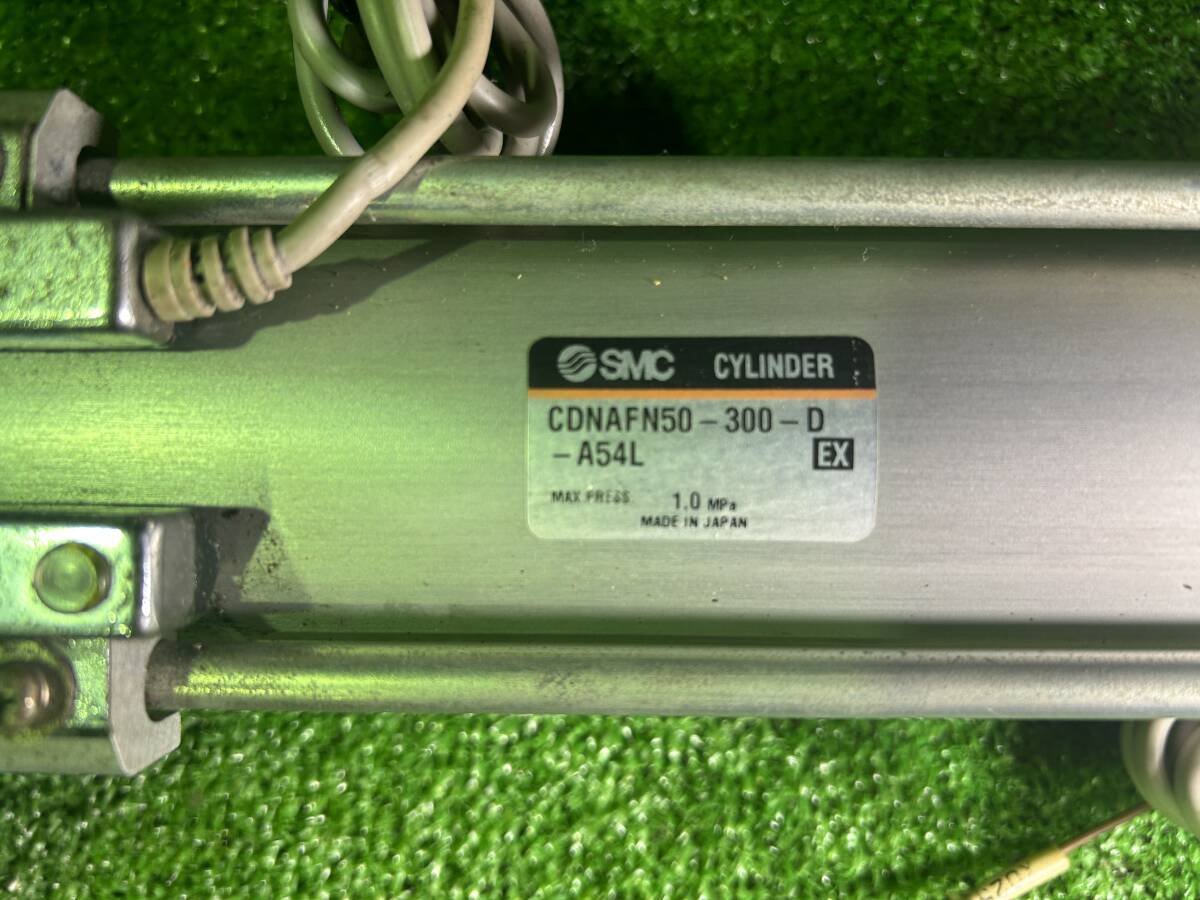 SMC CYLINDER
CDNAFN50-300-D
-A54L EX
MAX.PRESS. 1.0 MPa
MADE IN JAPAN